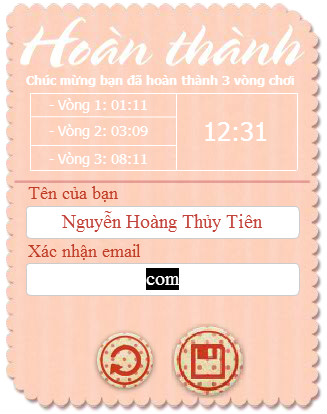 Hoàn thành
Chúc mừng bạn đã hoàn thành 3 vòng chơi
- Vòng 1: 01:11
- Vòng 2: 03:09
- Vòng 3: 08:11
12:31
Tên của bạn
Nguyễn Hoàng Thủy Tiên
Xác nhận email
com